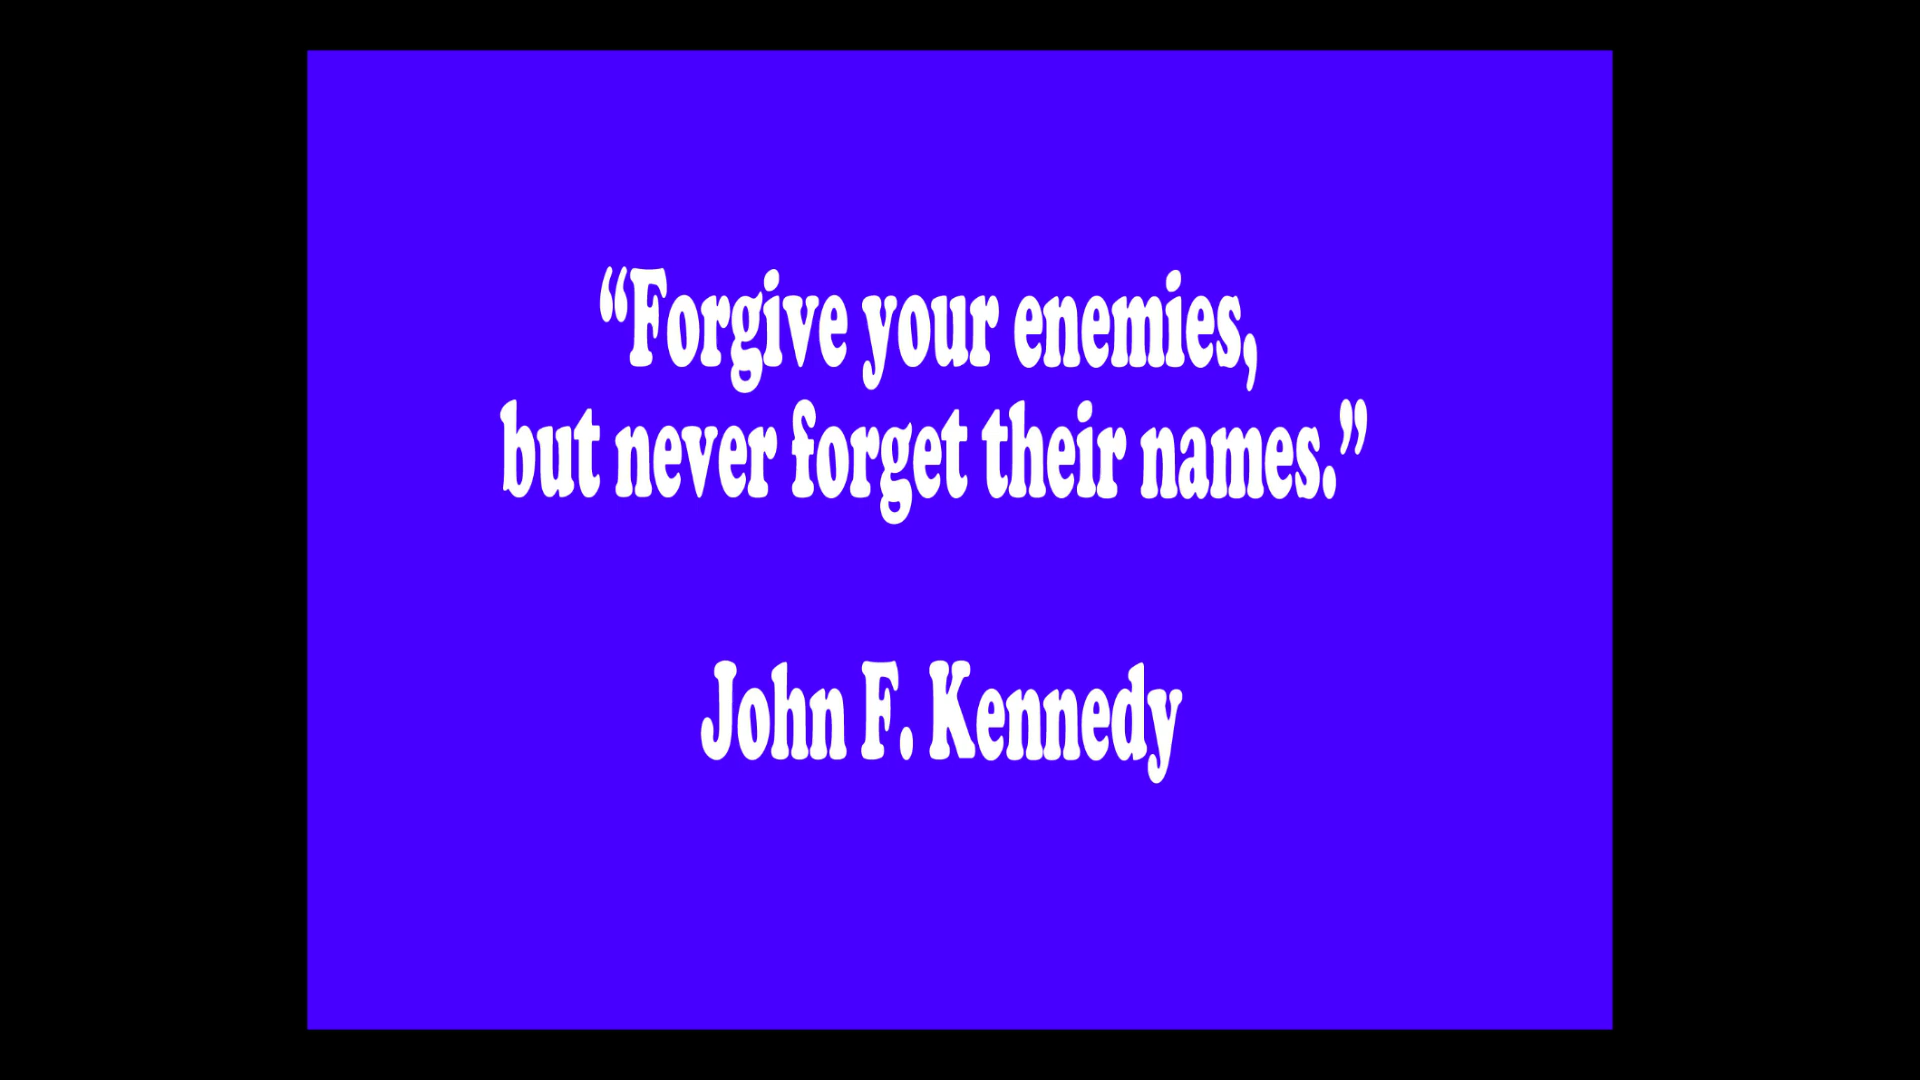 “Forgive your enemies,
but never forget their names.”
John F. Kennedy